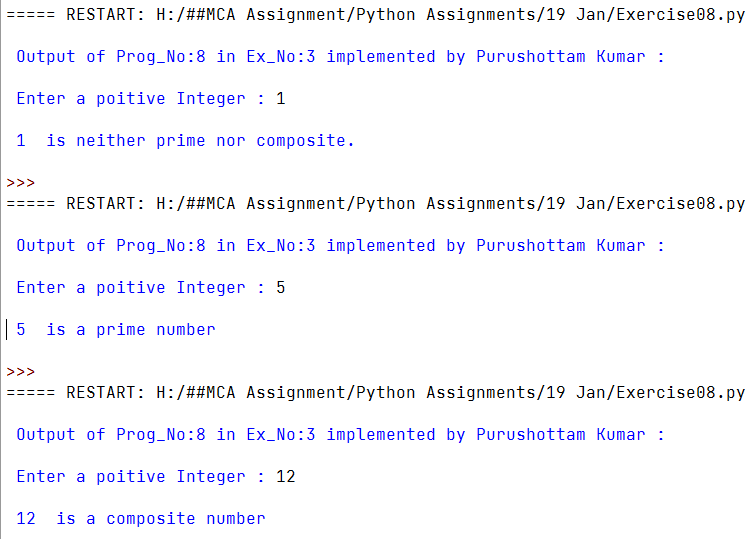 ===== RESTART: H:/##MCA Assignment/Python Assignments/19 Jan/Exercise08.py
Output of Prog_No:8 in Ex_No:3 implemented by Purushottam Kumar :
Enter a poitive Integer : 1
1  is neither prime nor composite.
>>>
===== RESTART: H:/##MCA Assignment/Python Assignments/19 Jan/Exercise08.py
Output of Prog_No:8 in Ex_No:3 implemented by Purushottam Kumar :
Enter a poitive Integer : 5
5  is a prime number
>>>
===== RESTART: H:/##MCA Assignment/Python Assignments/19 Jan/Exercise08.py
Output of Prog_No:8 in Ex_No:3 implemented by Purushottam Kumar :
Enter a poitive Integer : 12
12  is a composite number